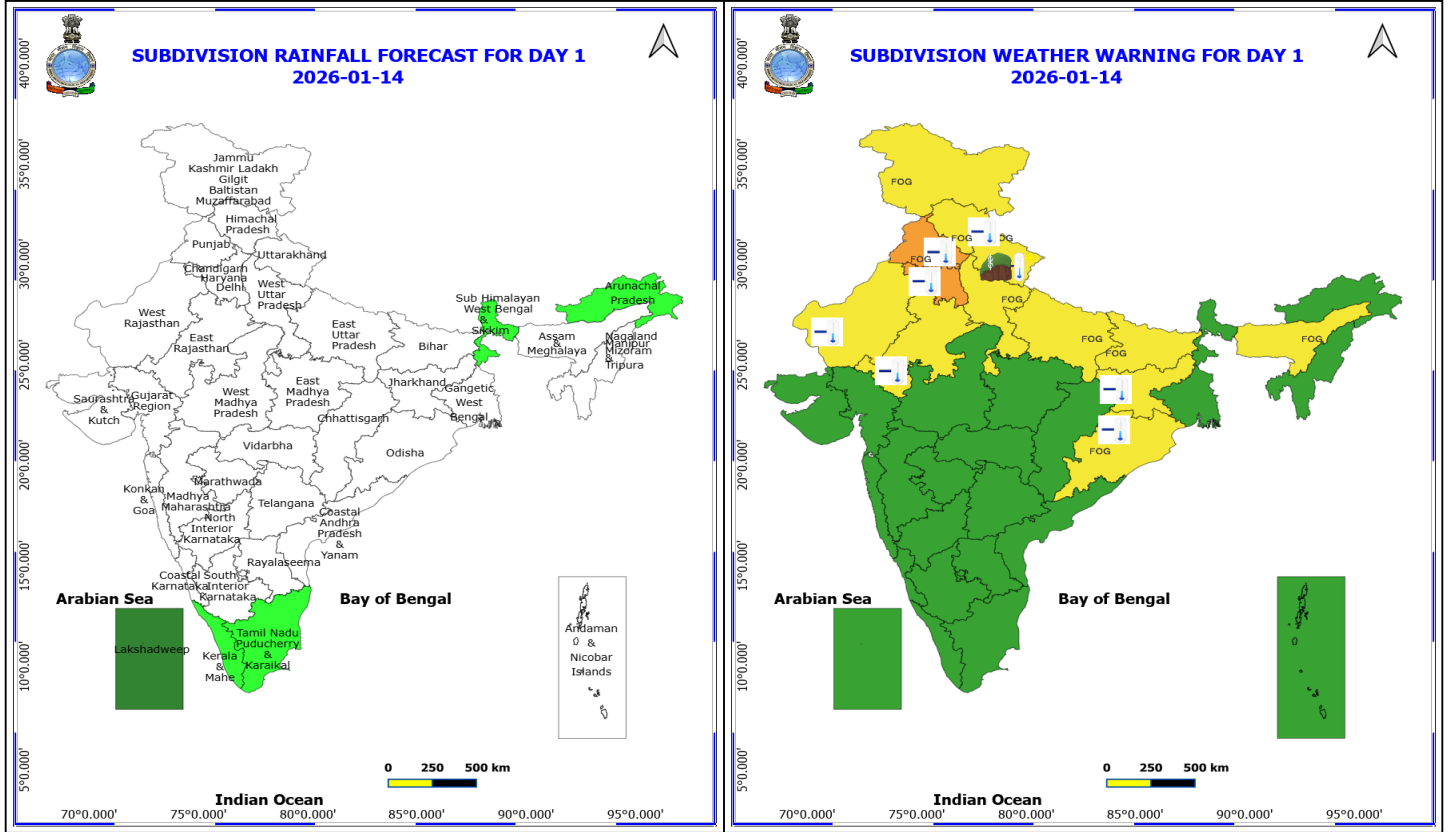 SUBDIVISION RAINFALL FORECAST FOR DAY 1
2026-01-14
40°0.000'
35°0.000'
30°0.000'
25°0.000'
20°0.000'
15°0.000'
10°0.000'
5°0.000'
Jammu
Kashmir Ladakh
Gilgit
Baltistan
Muzaffarabad
Himachal
Pradesh
Punjab
Uttarakhand
Chandigarh
Haryana
Delhi
West
Uttar
Pradesh
West
Rajasthan
East
Rajasthan
East
Uttar
Pradesh
Bihar
Sub Himalayan
West Bengal
&
Sikkim
Arunachal
Pradesh
Assam
&
Meghalaya
Nagaland
Manipur
Mizoram
&
Tripura
Saurashtra
&
Kutch
Gujarat
Region
West
Madhya
Pradesh
East
Madhya
Pradesh
Jharkhand
Gangetic
West
Bengal
Chhattisgarh
Vidarbha
Odisha
Konkan
&
Goa
Madhya
Maharashtra
Marathwada
Telangana
North
Interior
Karnataka
Coastal
Andhra
Pradesh
&
Yanam
Rayalaseema
Coastal
Karnataka
South
Interior
Karnataka
Arabian Sea
Bay of Bengal
Lakshadweep
Kerala
&
Mahe
Tamil Nadu
Puducherry
&
Karaikal
Andaman
&
Nicobar
Islands
0 250 500 km
Indian Ocean
70°0.000' 75°0.000' 80°0.000' 85°0.000' 90°0.000' 95°0.000'
SUBDIVISION WEATHER WARNING FOR DAY 1
2026-01-14
40°0.000'
35°0.000'
30°0.000'
25°0.000'
20°0.000'
15°0.000'
10°0.000'
5°0.000'
FOG
FOG
FOG
FOG
FOG
FOG
FOG
FOG
FOG
Arabian Sea
Bay of Bengal
0 250 500 km
Indian Ocean
70°0.000' 75°0.000' 80°0.000' 85°0.000' 90°0.000' 95°0.000'